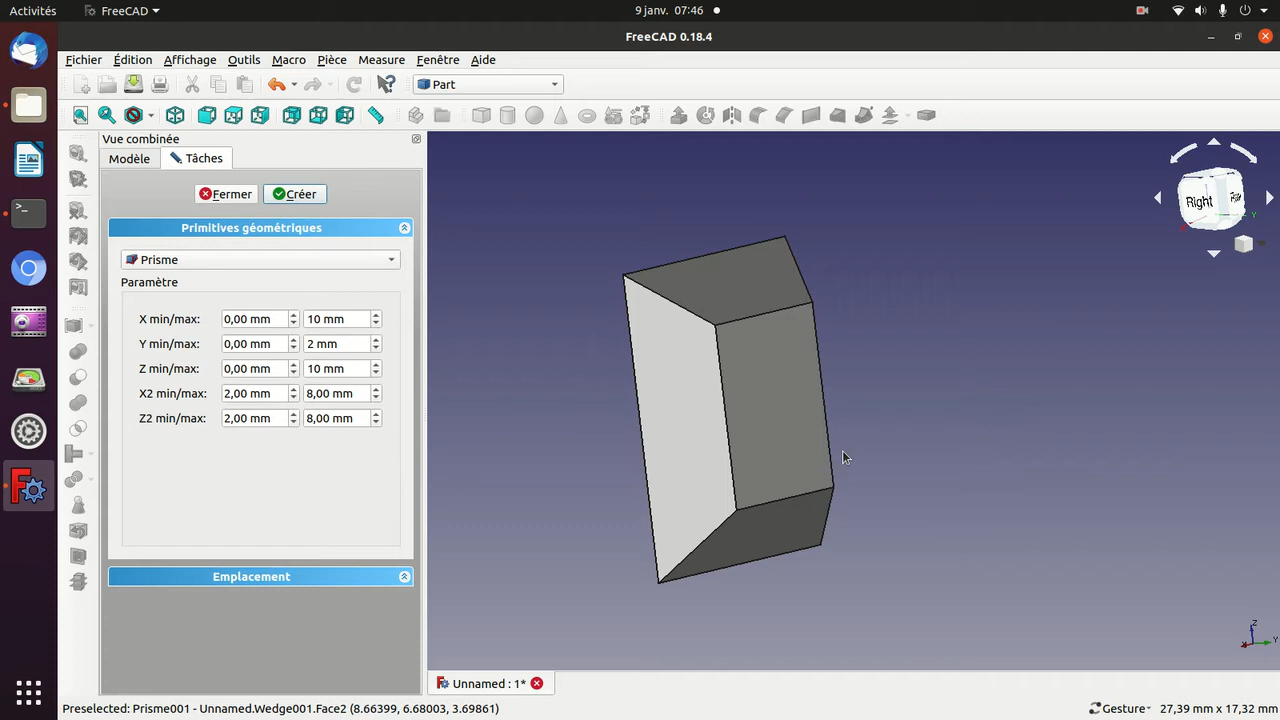 Activités
FreeCAD
9 janv. 07:46
FreeCAD 0.18.4
Fichier Édition Affichage Outils Macro Pièce Mesure Fenêtre Aide
Part
Vue combinée
Modèle Tâches
Fermer Créer
Primitives géométriques
Prisme
Paramètre
X min/max: 0,00 mm 10 mm
Y min/max: 0,00 mm 2 mm
Z min/max: 0,00 mm 10 mm
X2 min/max: 2,00 mm 8,00 mm
Z2 min/max: 2,00 mm 8,00 mm
Emplacement
Right
Y
Z
X
Y
Unnamed : 1*
Preselected: Prisme001 - Unnamed.Wedge001.Face2 (8.66399, 6.68003, 3.69861)
Gesture
27,39 mm x 17,32 mm